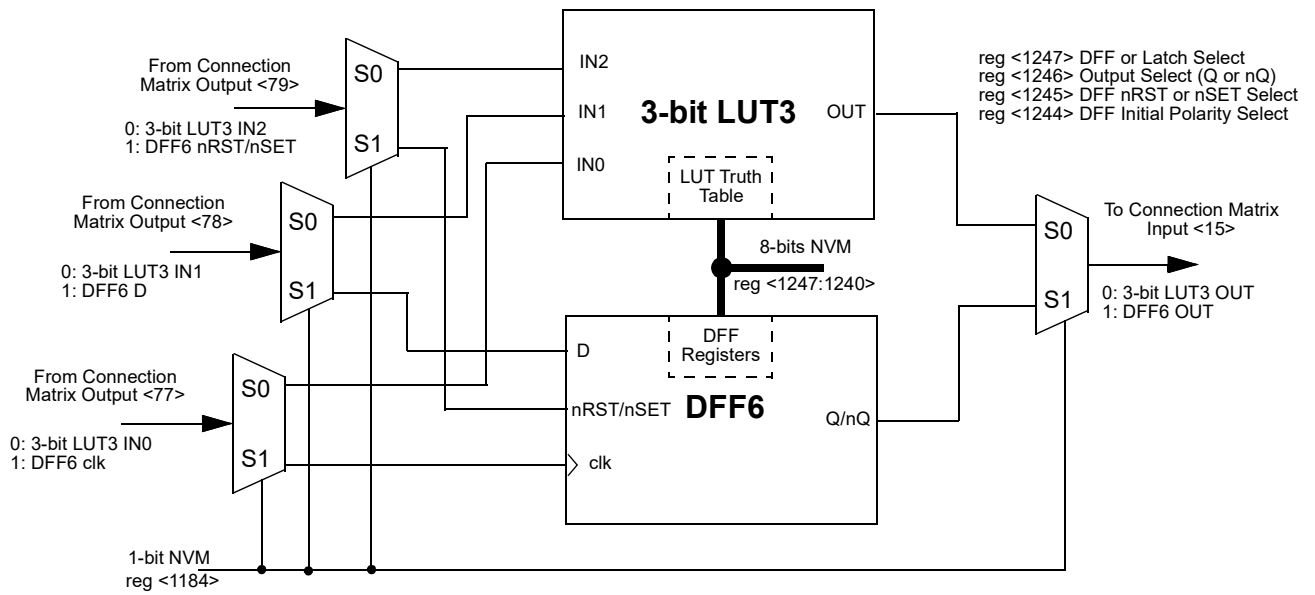 From Connection
Matrix Output <79>
0: 3-bit LUT3 IN2
1: DFF6 nRST/nSET
S0
S1
From Connection
Matrix Output <78>
0: 3-bit LUT3 IN1
1: DFF6 D
S0
S1
From Connection
Matrix Output <77>
0: 3-bit LUT3 IN0
1: DFF6 clk
S0
S1
1-bit NVM
reg <1184>
IN2
IN1
IN0
3-bit LUT3
OUT
LUT Truth
Table
8-bits NVM
reg <1247:1240>
DFF
Registers
D
nRST/nSET
DFF6
Q/nQ
clk
reg <1247> DFF or Latch Select
reg <1246> Output Select (Q or nQ)
reg <1245> DFF nRST or nSET Select
reg <1244> DFF Initial Polarity Select
S0
S1
To Connection Matrix
Input <15>
0: 3-bit LUT3 OUT
1: DFF6 OUT